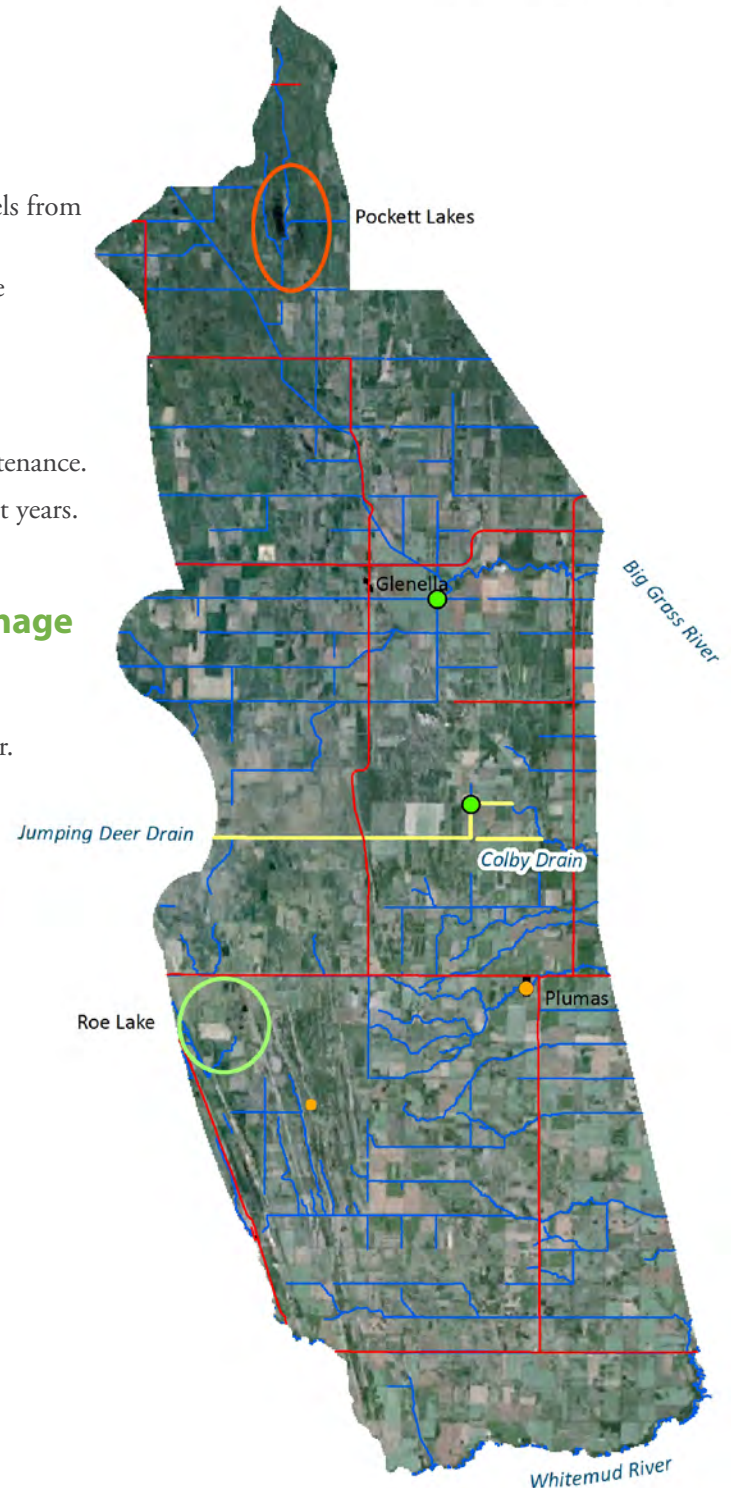 els from
Pockett Lakes
e
tenance.
t years.
Glenella
Big Grass River
nage
r.
Jumping Deer Drain
Colby Drain
Plumas
Roe Lake
Whitemud River